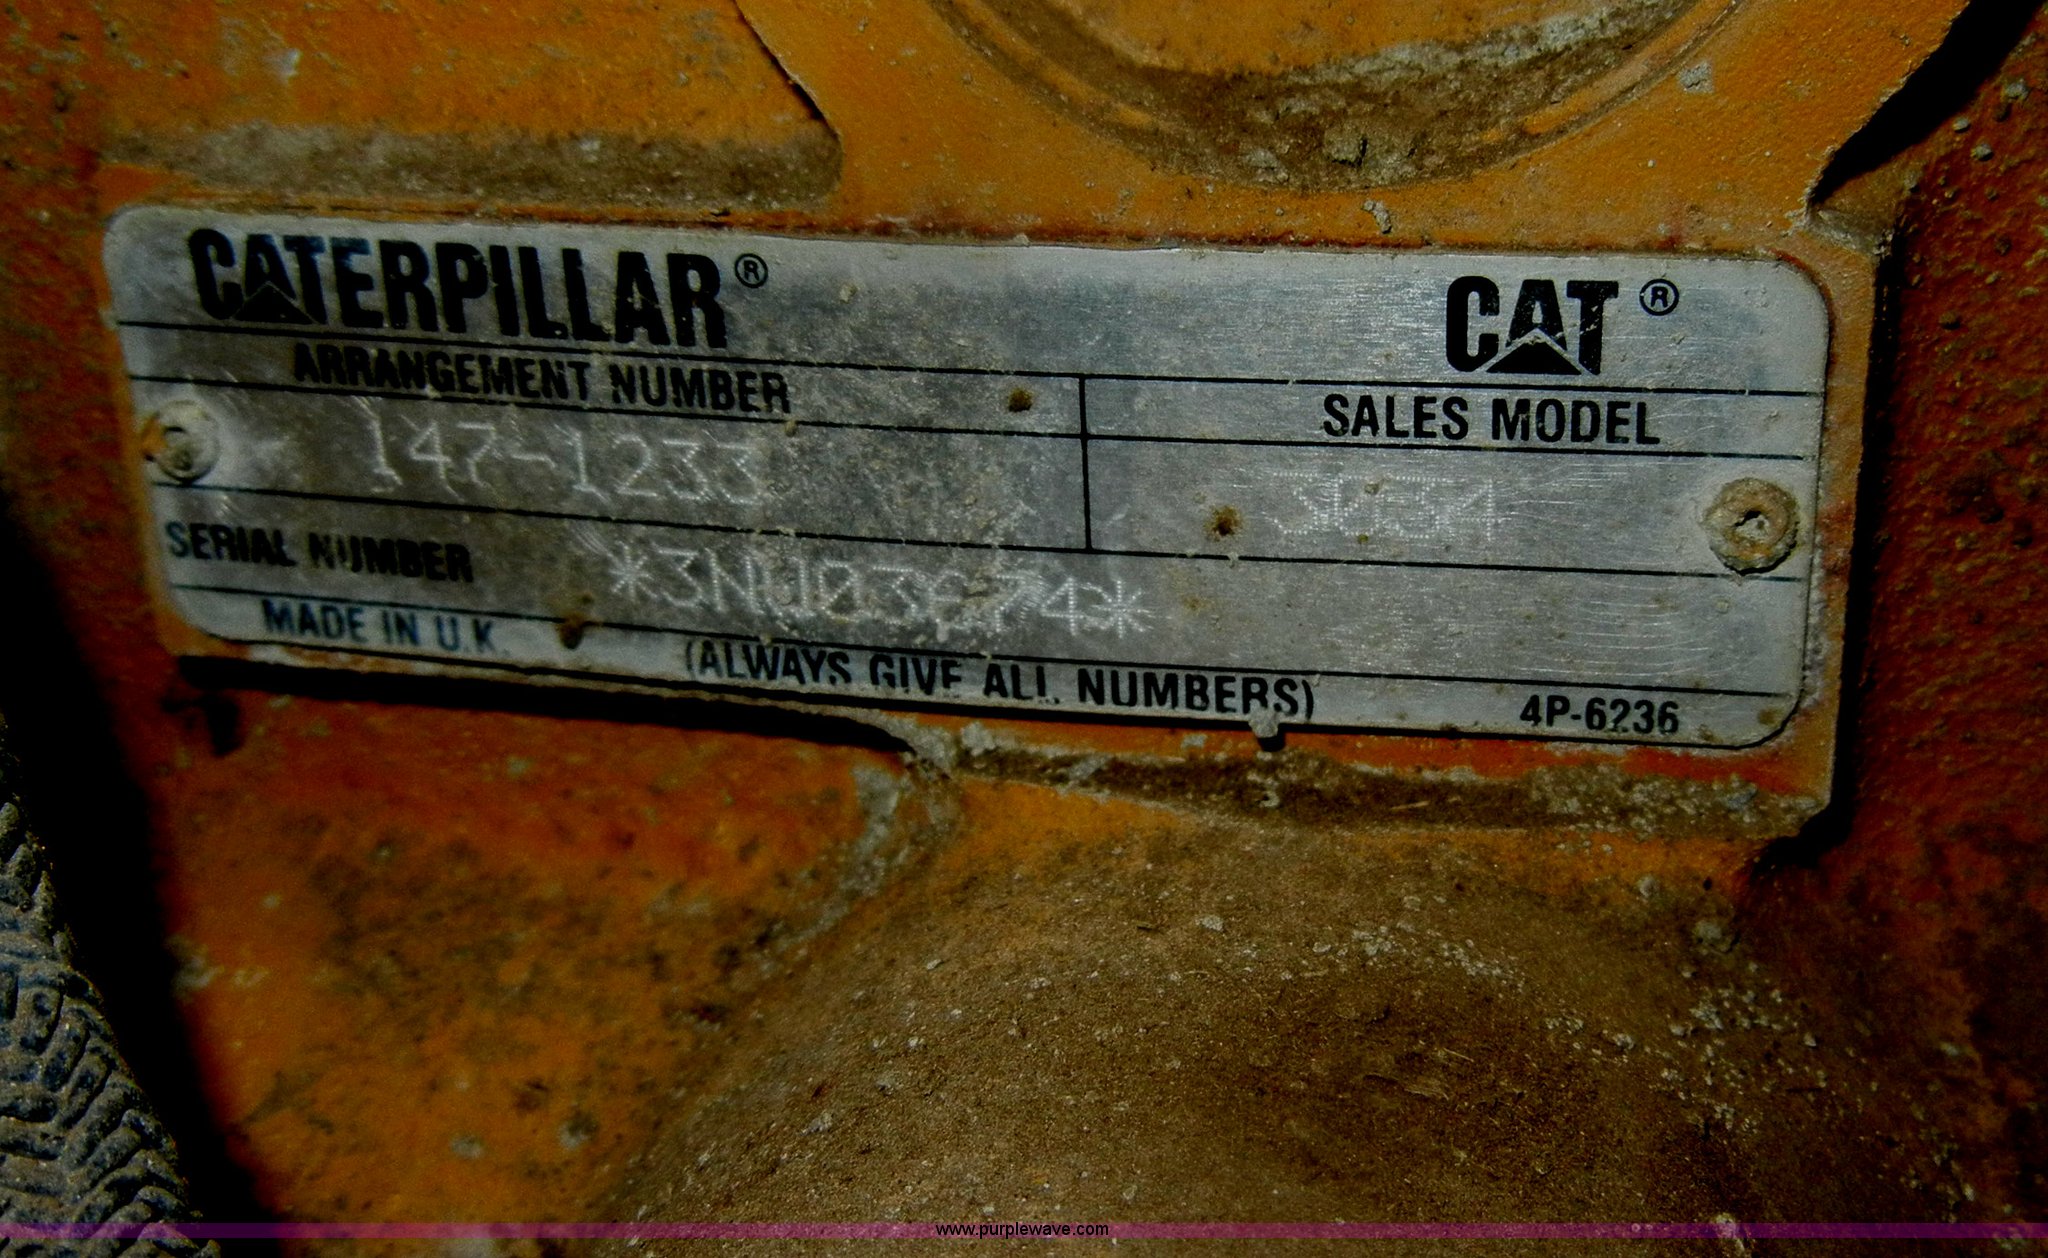 CATERPILLAR® CAT®
ARRANGEMENT NUMBER SALES MODEL
147-1233 3034
SERIAL NUMBER
MADE IN U.K. (ALWAYS GIVE ALL NUMBERS) 4P-6236
www.purplewave.com